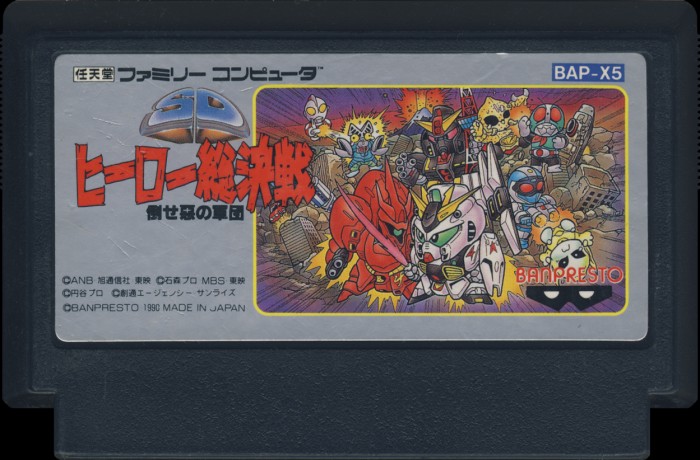 任天堂 ファミリー コンピュータ™
BAP-X5
SD
ヒーロー総決戦
倒せ悪の軍団
©ANB・旭通信社・東映 ©石森プロ・MBS・東映
©円谷プロ ©創通エージェンシー・サンライズ
©BANPRESTO 1990 MADE IN JAPAN
BANPRESTO